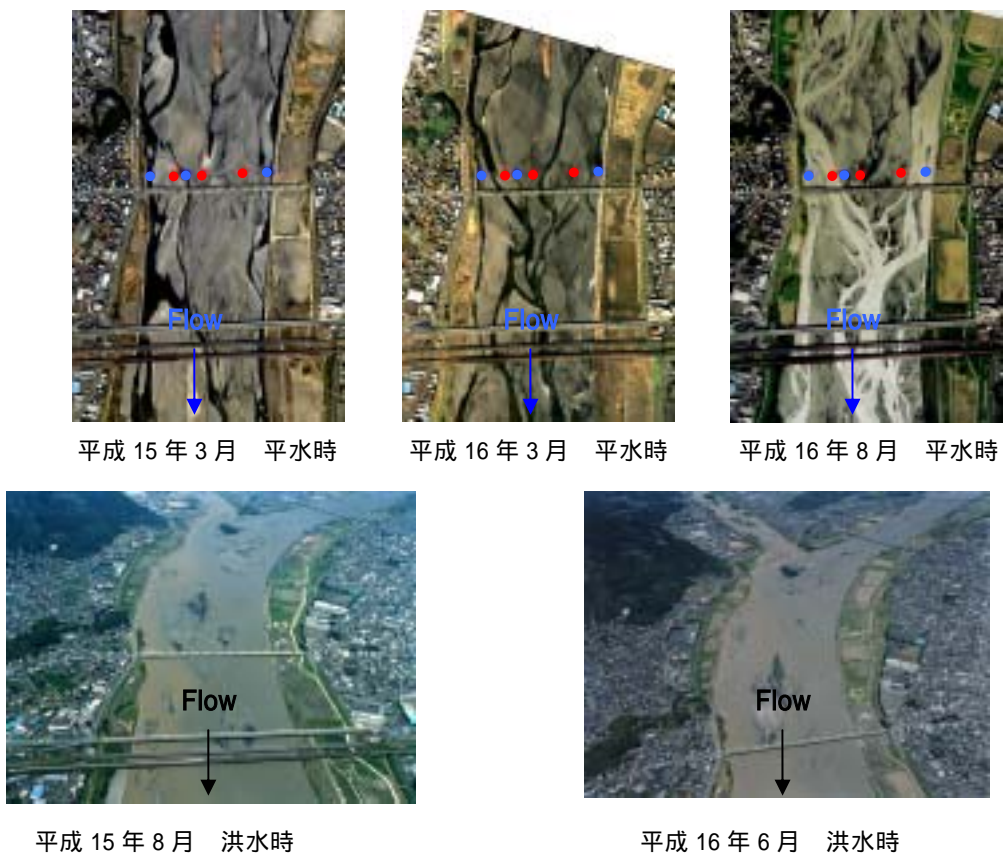 Flow
Flow
Flow
平成 15 年 3 月　平水時
平成 16 年 3 月　平水時
平成 16 年 8 月　平水時
Flow
Flow
平成 15 年 8 月　洪水時
平成 16 年 6 月　洪水時